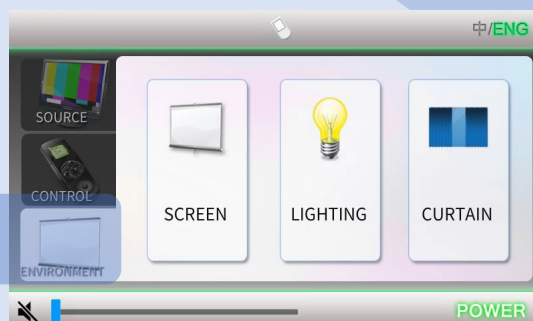 中/ENG
SOURCE
CONTROL
ENVIRONMENT
SCREEN
LIGHTING
CURTAIN
POWER